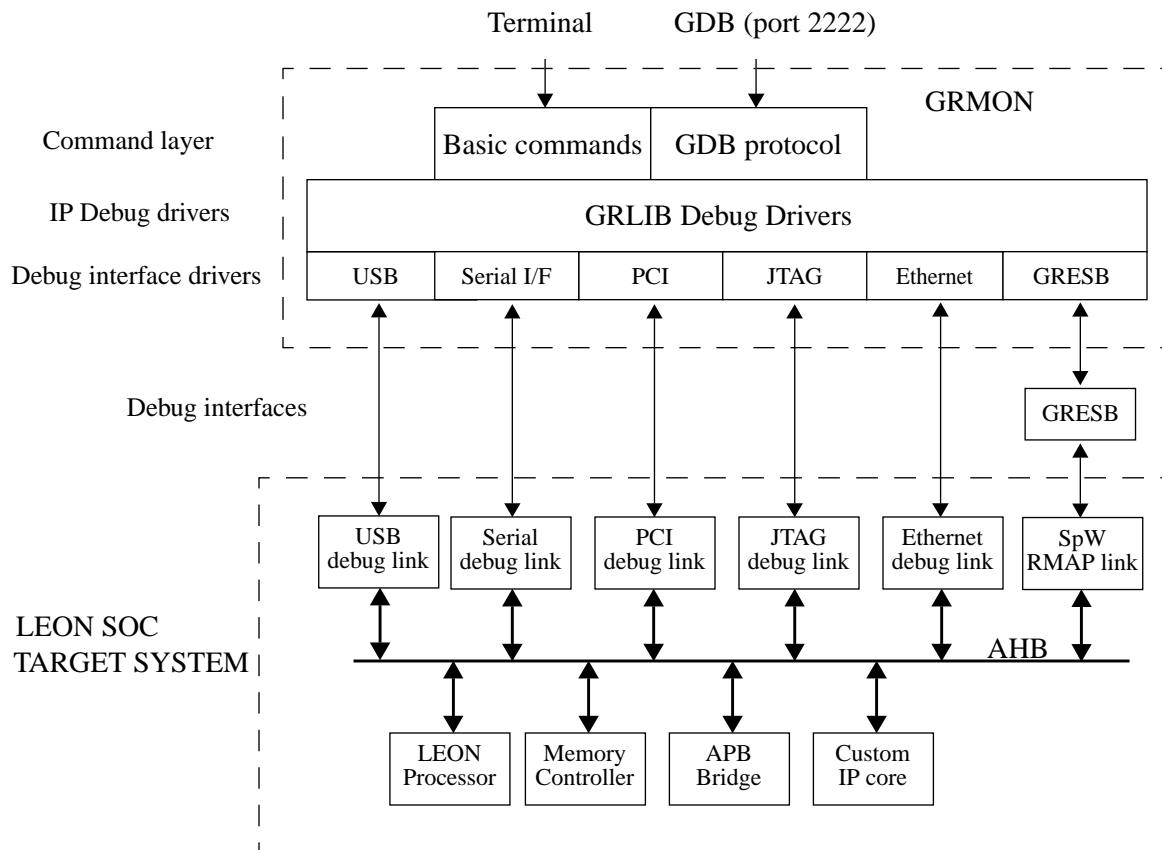 Terminal
GDB (port 2222)
GRMON
Command layer
Basic commands
GDB protocol
IP Debug drivers
GRLIB Debug Drivers
Debug interface drivers
USB
Serial I/F
PCI
JTAG
Ethernet
GRESB
Debug interfaces
GRESB
USB
debug link
Serial
debug link
PCI
debug link
JTAG
debug link
Ethernet
debug link
SpW
RMAP link
LEON SOC
TARGET SYSTEM
AHB
LEON
Processor
Memory
Controller
APB
Bridge
Custom
IP core